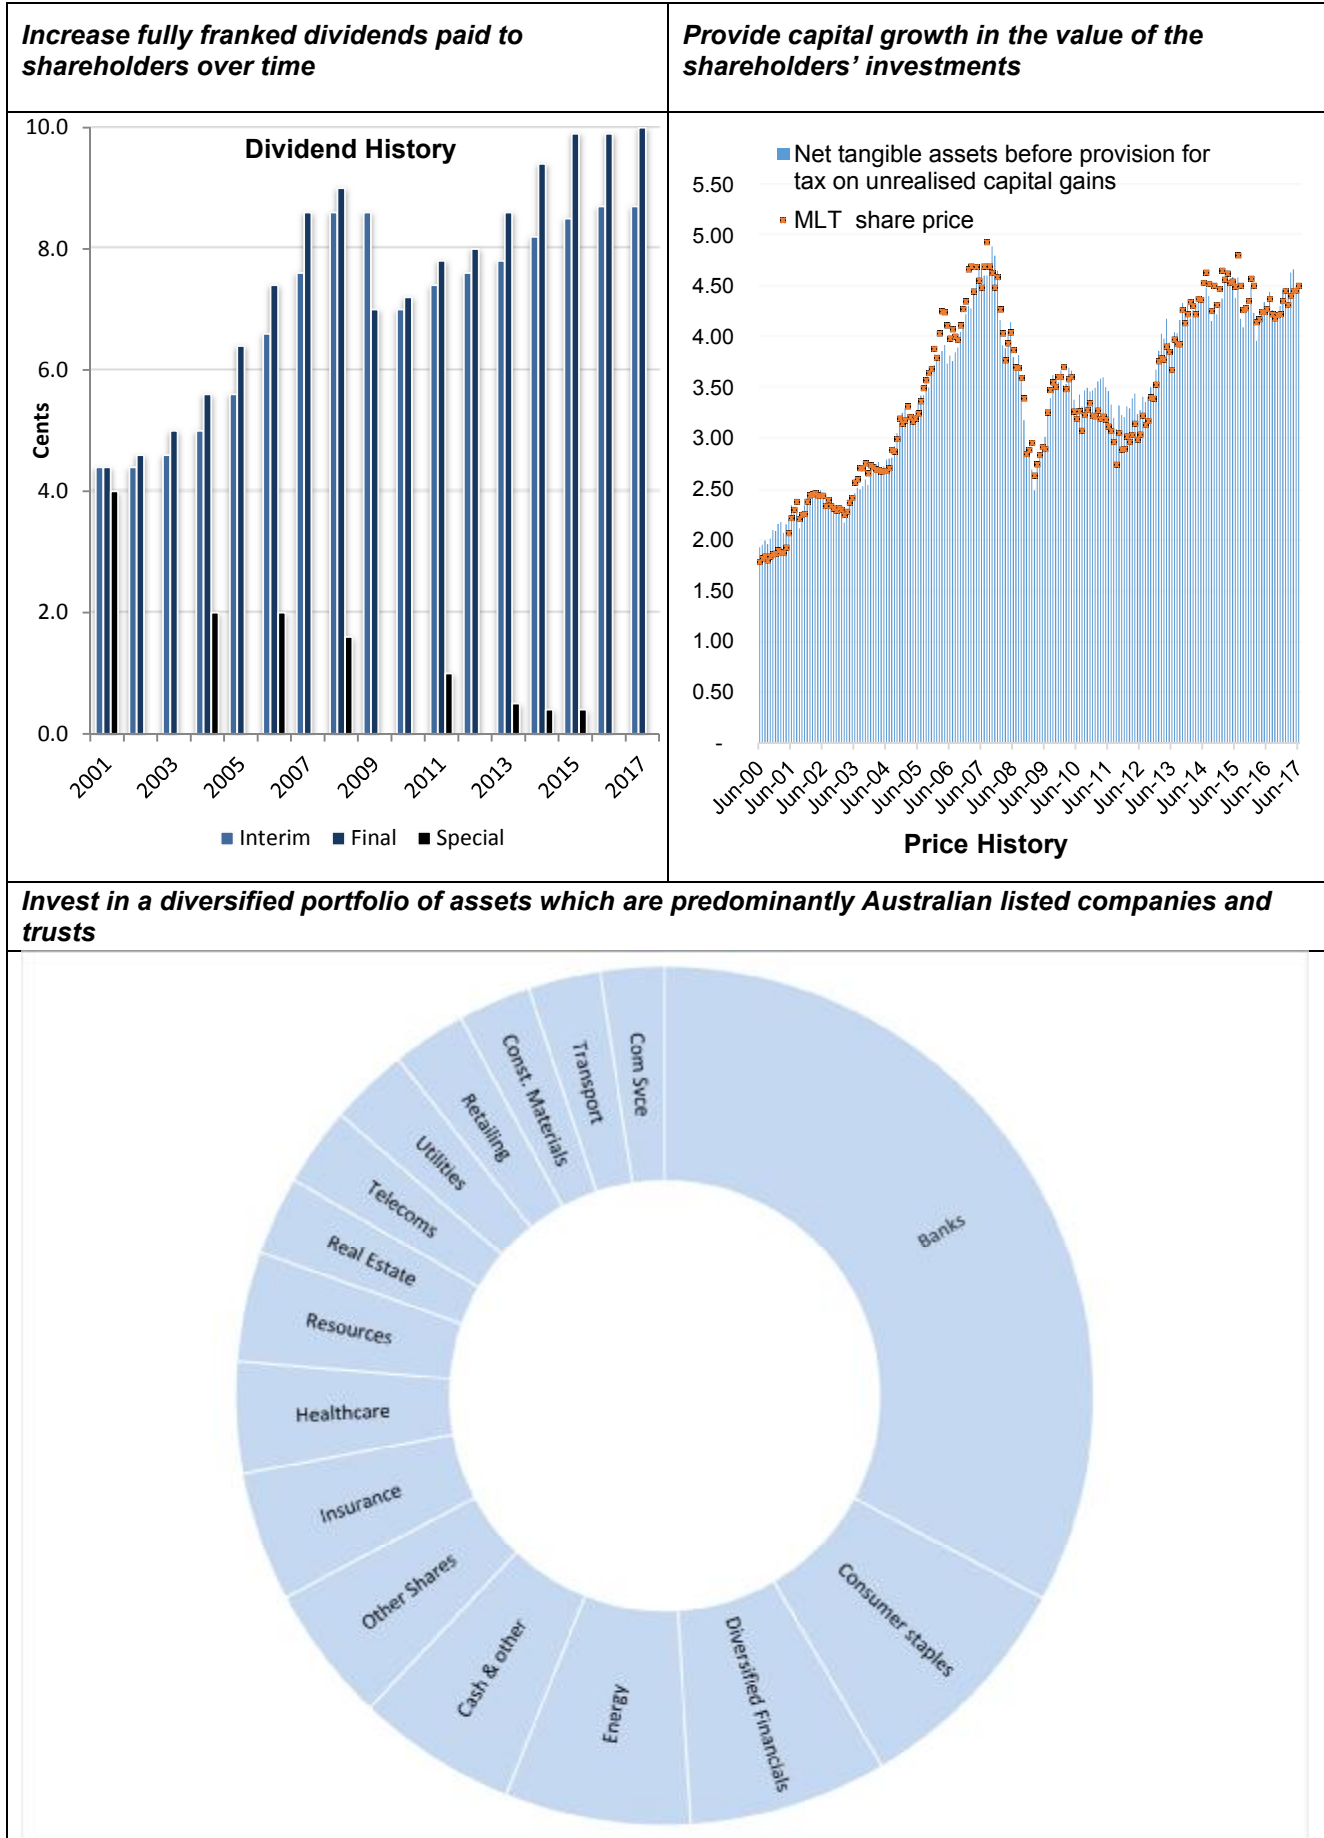 Increase fully franked dividends paid to
shareholders over time
Provide capital growth in the value of the
shareholders’ investments
Dividend History
10.0
8.0
6.0
4.0
2.0
0.0
Cents
2001
2003
2005
2007
2009
2011
2013
2015
2017
Interim
Final
Special
Net tangible assets before provision for
tax on unrealised capital gains
MLT share price
5.50
5.00
4.50
4.00
3.50
3.00
2.50
2.00
1.50
1.00
0.50
-
Jun-00
Jun-01
Jun-02
Jun-03
Jun-04
Jun-05
Jun-06
Jun-07
Jun-08
Jun-09
Jun-10
Jun-11
Jun-12
Jun-13
Jun-14
Jun-15
Jun-16
Jun-17
Price History
Invest in a diversified portfolio of assets which are predominantly Australian listed companies and
trusts
Banks
Consumer staples
Diversified Financials
Energy
Cash & other
Other Shares
Insurance
Healthcare
Resources
Real Estate
Telecoms
Utilities
Retailing
Const. Materials
Transport
Com Svce